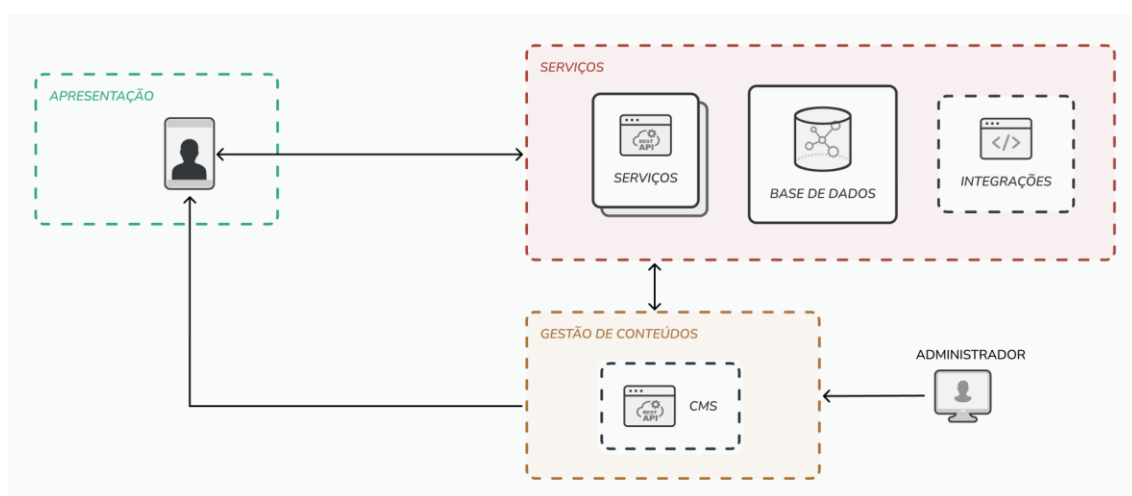 APRESENTAÇÃO
SERVIÇOS
REST
API
SERVIÇOS
BASE DE DADOS
</>
INTEGRAÇÕES
GESTÃO DE CONTEÚDOS
REST
API
CMS
ADMINISTRADOR